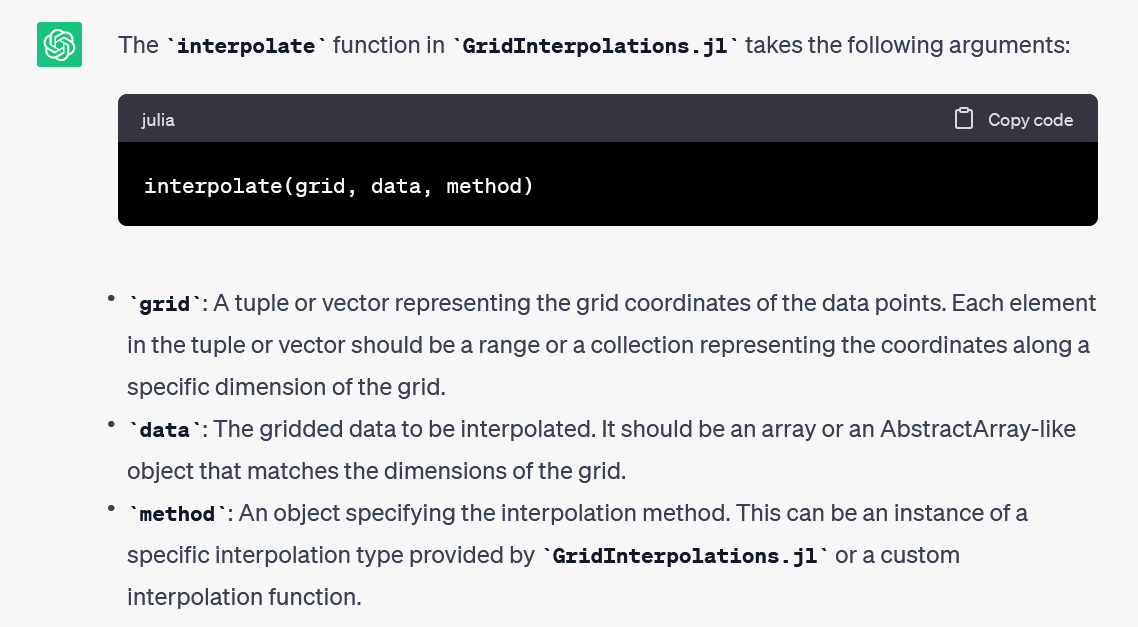 The `interpolate` function in `GridInterpolations.jl` takes the following arguments:
julia
Copy code
interpolate(grid, data, method)
• `grid`: A tuple or vector representing the grid coordinates of the data points. Each element
in the tuple or vector should be a range or a collection representing the coordinates along a
specific dimension of the grid.
• `data`: The gridded data to be interpolated. It should be an array or an AbstractArray-like
object that matches the dimensions of the grid.
• `method`: An object specifying the interpolation method. This can be an instance of a
specific interpolation type provided by `GridInterpolations.jl` or a custom
interpolation function.